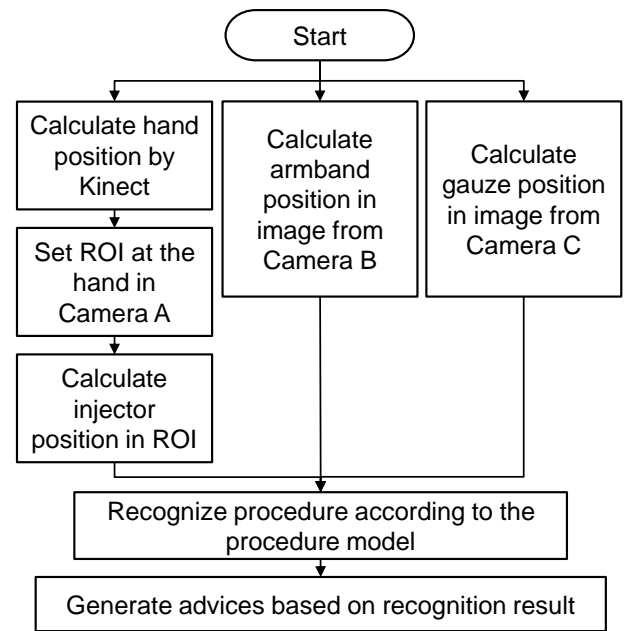 Start
Calculate hand
position by
Kinect
Set ROI at the
hand in
Camera A
Calculate
injector
position in ROI
Calculate
armband
position in
image from
Camera B
Calculate
gauze position
in image from
Camera C
Recognize procedure according to the
procedure model
Generate advices based on recognition result